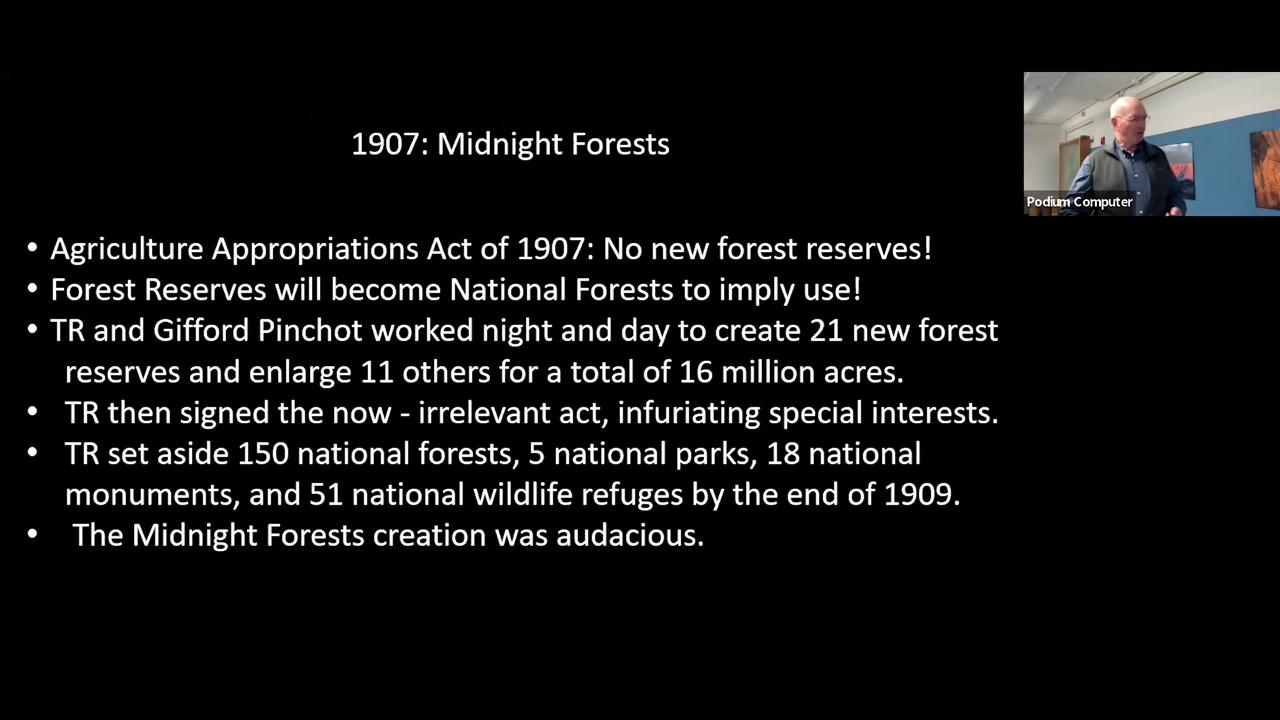 1907: Midnight Forests
Podium Computer
• Agriculture Appropriations Act of 1907: No new forest reserves!
• Forest Reserves will become National Forests to imply use!
• TR and Gifford Pinchot worked night and day to create 21 new forest
reserves and enlarge 11 others for a total of 16 million acres.
• TR then signed the now - irrelevant act, infuriating special interests.
• TR set aside 150 national forests, 5 national parks, 18 national
monuments, and 51 national wildlife refuges by the end of 1909.
• The Midnight Forests creation was audacious.